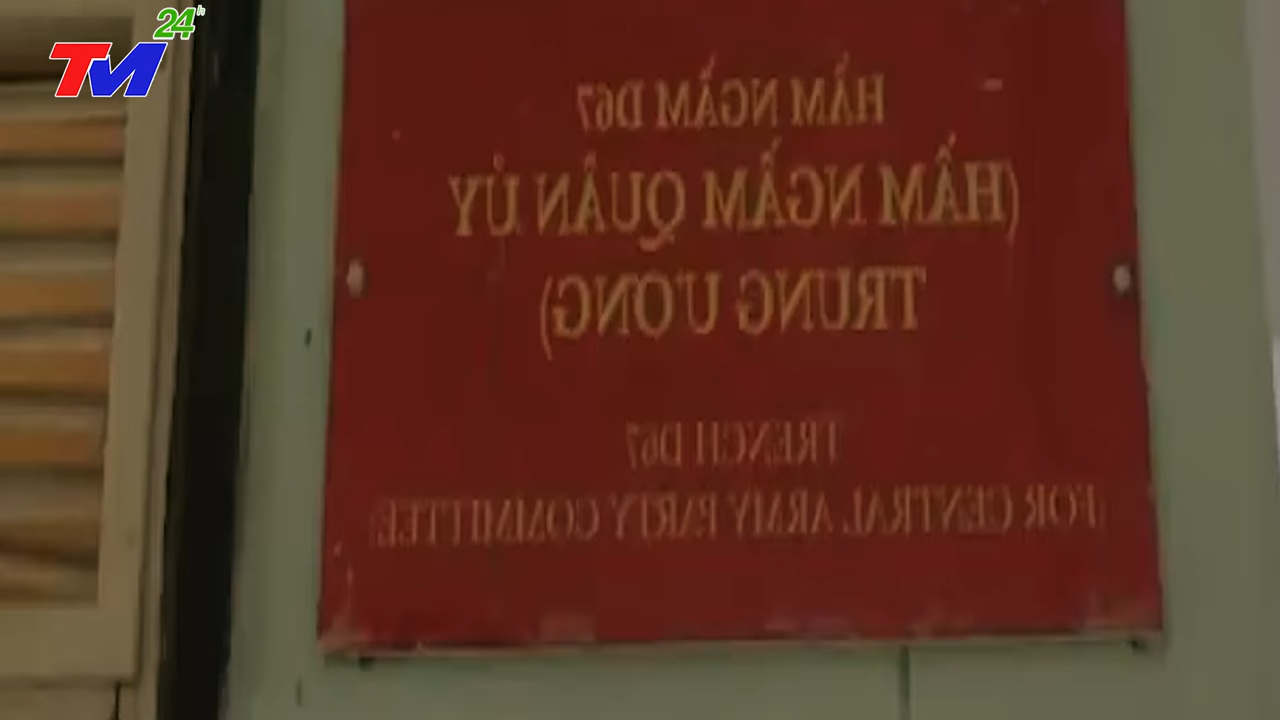 TM 24h
HẦM NGẦM D67
(HẦM NGẦM QUÂN ỦY
TRUNG ƯƠNG)
TRENCH D67
(FOR CENTRAL ARMY PARTY COMMITTEE)